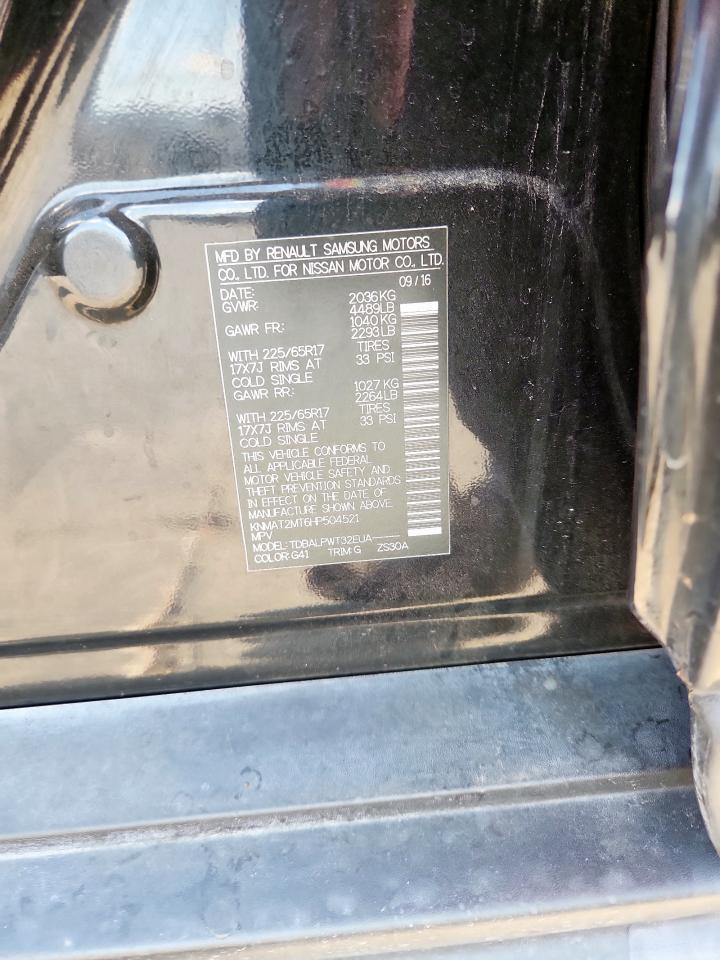 MFD BY RENAULT SAMSUNG MOTORS
CO., LTD. FOR NISSAN MOTOR CO., LTD.
DATE: 09/16
GVWR: 2036KG
4489LB
GAWR FR: 1040KG
2293LB
WITH 225/65R17 TIRES
17X7J RIMS AT 33 PSI
COLD SINGLE
GAWR RR: 1027 KG
2264LB
WITH 225/65R17 TIRES
17X7J RIMS AT 33 PSI
COLD SINGLE
THIS VEHICLE CONFORMS TO
ALL APPLICABLE FEDERAL
MOTOR VEHICLE SAFETY AND
THEFT PREVENTION STANDARDS
IN EFFECT ON THE DATE OF
MANUFACTURE SHOWN ABOVE.
KNMAT2MT6HP504521
MPV
MODEL: TDBALPWT32EUA-----
COLOR: G41 TRIM: G ZS30A